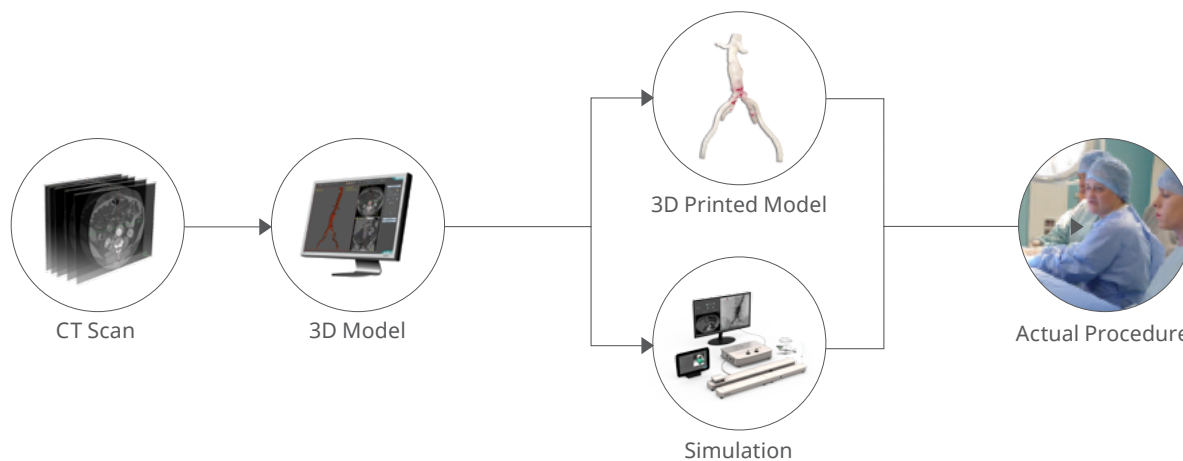 CT Scan
3D Model
3D Printed Model
Simulation
Actual Procedure